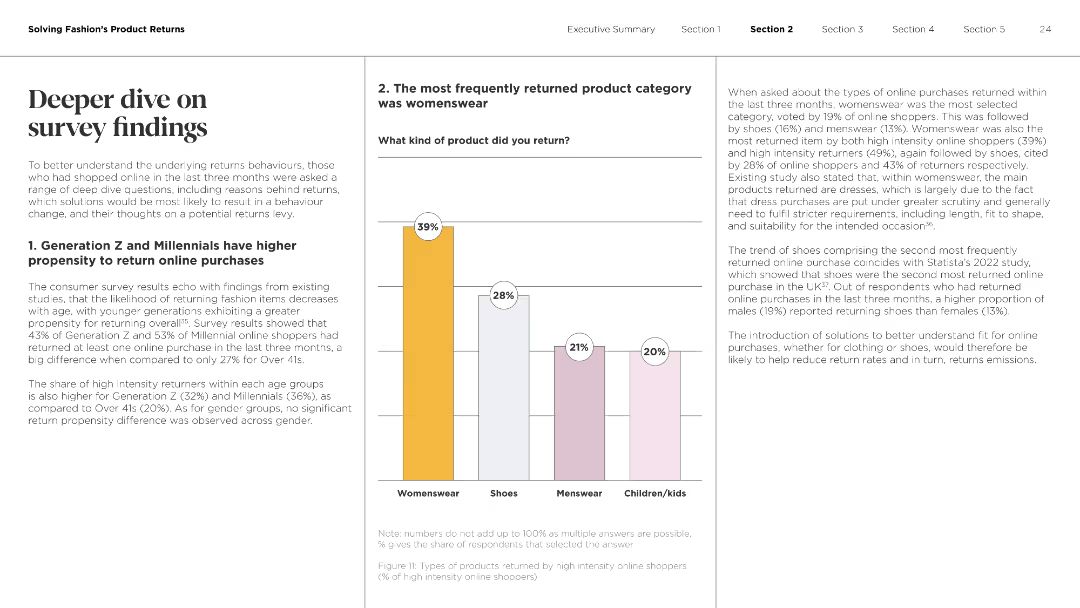 Solving Fashion's Product Returns
Executive Summary
Section 1
Section 2
Section 3
Section 4
Section 5
24
Deeper dive on
survey findings
To better understand the underlying returns behaviours, those
who had shopped online in the last three months were asked a
range of deep dive questions, including reasons behind returns,
which solutions would be most likely to result in a behaviour
change, and their thoughts on a potential returns levy.
1. Generation Z and Millennials have higher
propensity to return online purchases
The consumer survey results echo with findings from existing
studies, that the likelihood of returning fashion items decreases
with age, with younger generations exhibiting a greater
propensity for returning overall³⁵. Survey results showed that
43% of Generation Z and 53% of Millennial online shoppers had
returned at least one online purchase in the last three months, a
big difference when compared to only 27% for Over 41s.
The share of high intensity returners within each age groups
is also higher for Generation Z (32%) and Millennials (36%), as
compared to Over 41s (20%). As for gender groups, no significant
return propensity difference was observed across gender.
2. The most frequently returned product category
was womenswear
What kind of product did you return?
39%
28%
21%
20%
Womenswear
Shoes
Menswear
Children/kids
Note: numbers do not add up to 100% as multiple answers are possible,
% gives the share of respondents that selected the answer
Figure 11: Types of products returned by high intensity online shoppers
(% of high intensity online shoppers)
When asked about the types of online purchases returned within
the last three months, womenswear was the most selected
category, voted by 19% of online shoppers. This was followed
by shoes (16%) and menswear (13%). Womenswear was also the
most returned item by both high intensity online shoppers (39%)
and high intensity returners (49%), again followed by shoes, cited
by 28% of online shoppers and 43% of returners respectively.
Existing study also stated that, within womenswear, the main
products returned are dresses, which is largely due to the fact
that dress purchases are put under greater scrutiny and generally
need to fulfil stricter requirements, including length, fit to shape,
and suitability for the intended occasion³⁶.
The trend of shoes comprising the second most frequently
returned online purchase coincides with Statista's 2022 study,
which showed that shoes were the second most returned online
purchase in the UK³⁷. Out of respondents who had returned
online purchases in the last three months, a higher proportion of
males (19%) reported returning shoes than females (13%).
The introduction of solutions to better understand fit for online
purchases, whether for clothing or shoes, would therefore be
likely to help reduce return rates and in turn, returns emissions.